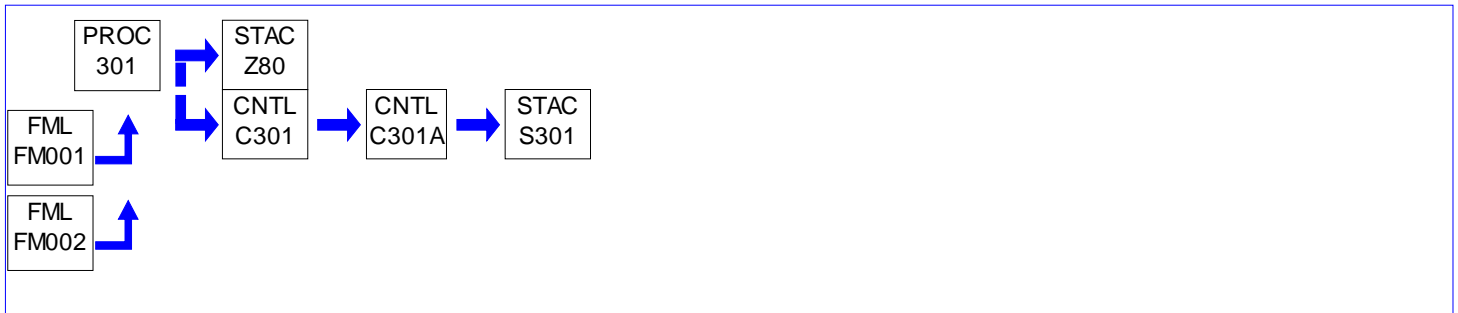 PROC
301
STAC
Z80
CNTL
C301
CNTL
C301A
STAC
S301
FML
FM001
FML
FM002